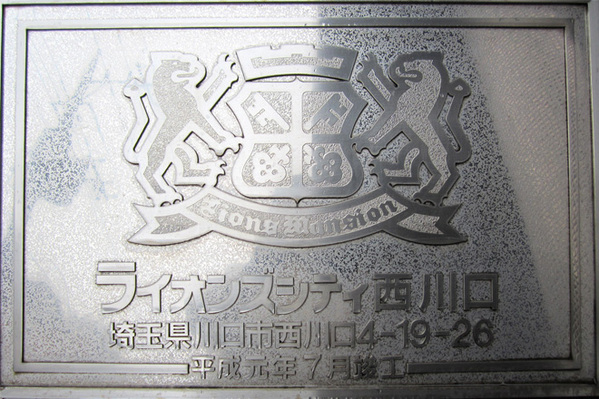 Lions Mansion
ライオンズシティ西川口
埼玉県川口市西川口4-19-26
平成元年7月竣工